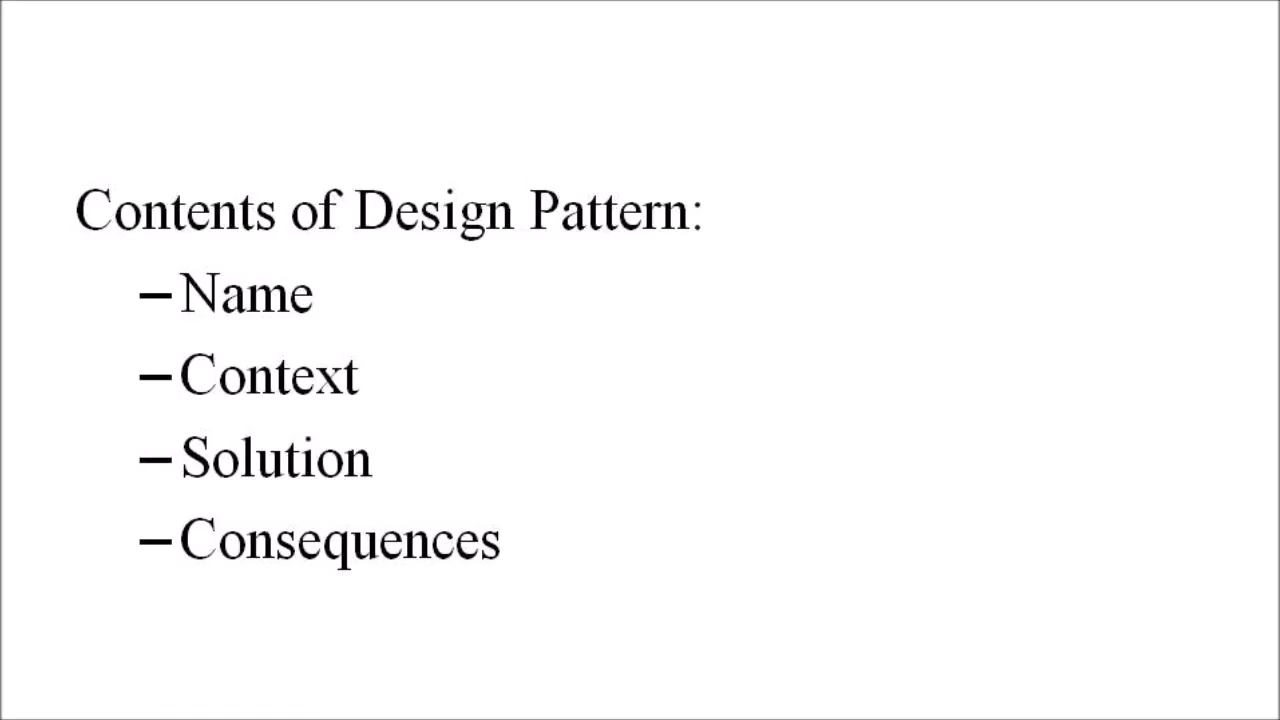 Contents of Design Pattern:
– Name
– Context
– Solution
– Consequences